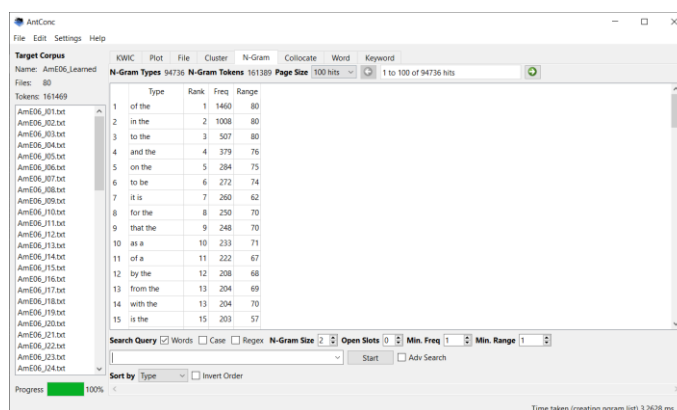 AntConc
File Edit Settings Help
Target Corpus
Name: AmE06_Learned
Files: 80
Tokens: 161469
AmE06_J01.txt
AmE06_J02.txt
AmE06_J03.txt
AmE06_J04.txt
AmE06_J05.txt
AmE06_J06.txt
AmE06_J07.txt
AmE06_J08.txt
AmE06_J09.txt
AmE06_J10.txt
AmE06_J11.txt
AmE06_J12.txt
AmE06_J13.txt
AmE06_J14.txt
AmE06_J15.txt
AmE06_J16.txt
AmE06_J17.txt
AmE06_J18.txt
AmE06_J19.txt
AmE06_J20.txt
AmE06_J21.txt
AmE06_J22.txt
AmE06_J23.txt
AmE06_J24.txt
Progress 100%
KWIC Plot File Cluster N-Gram Collocate Word Keyword
N-Gram Types 94736 N-Gram Tokens 161389 Page Size 100 hits 1 to 100 of 94736 hits
Type Rank Freq Range
1 of the 1 1460 80
2 in the 2 1008 80
3 to the 3 507 80
4 and the 4 379 76
5 on the 5 284 75
6 to be 6 272 74
7 it is 7 260 62
8 for the 8 250 70
9 that the 9 248 70
10 as a 10 233 71
11 of a 11 222 67
12 by the 12 208 68
13 from the 13 204 69
14 with the 13 204 70
15 is the 15 203 57
Search Query Words Case Regex N-Gram Size 2 Open Slots 0 Min. Freq 1 Min. Range 1
Start Adv Search
Sort by Type Invert Order
Time taken (creating ngram list) 3.2628 ms